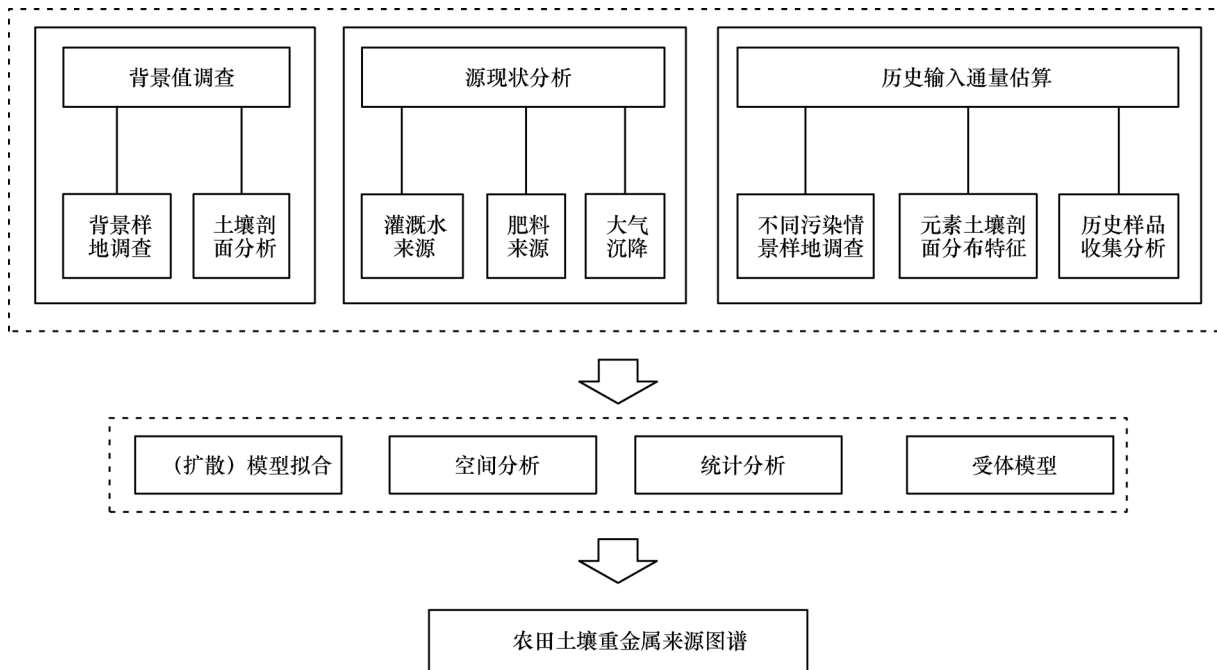 背景值调查
源现状分析
历史输入通量估算
背景样
地调查
土壤剖
面分析
灌溉水
来源
肥料
来源
大气
沉降
不同污染情
景样地调查
元素土壤剖
面分布特征
历史样品
收集分析
（扩散）模型拟合
空间分析
统计分析
受体模型
农田土壤重金属来源图谱